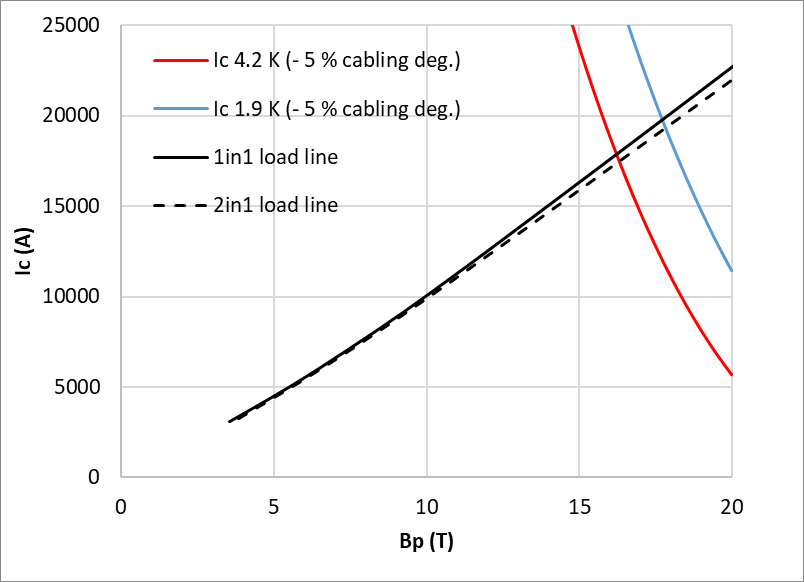 25000
20000
15000
10000
5000
0
Ic (A)
Ic 4.2 K (- 5 % cabling deg.)
Ic 1.9 K (- 5 % cabling deg.)
1in1 load line
2in1 load line
0 5 10 15 20
Bp (T)